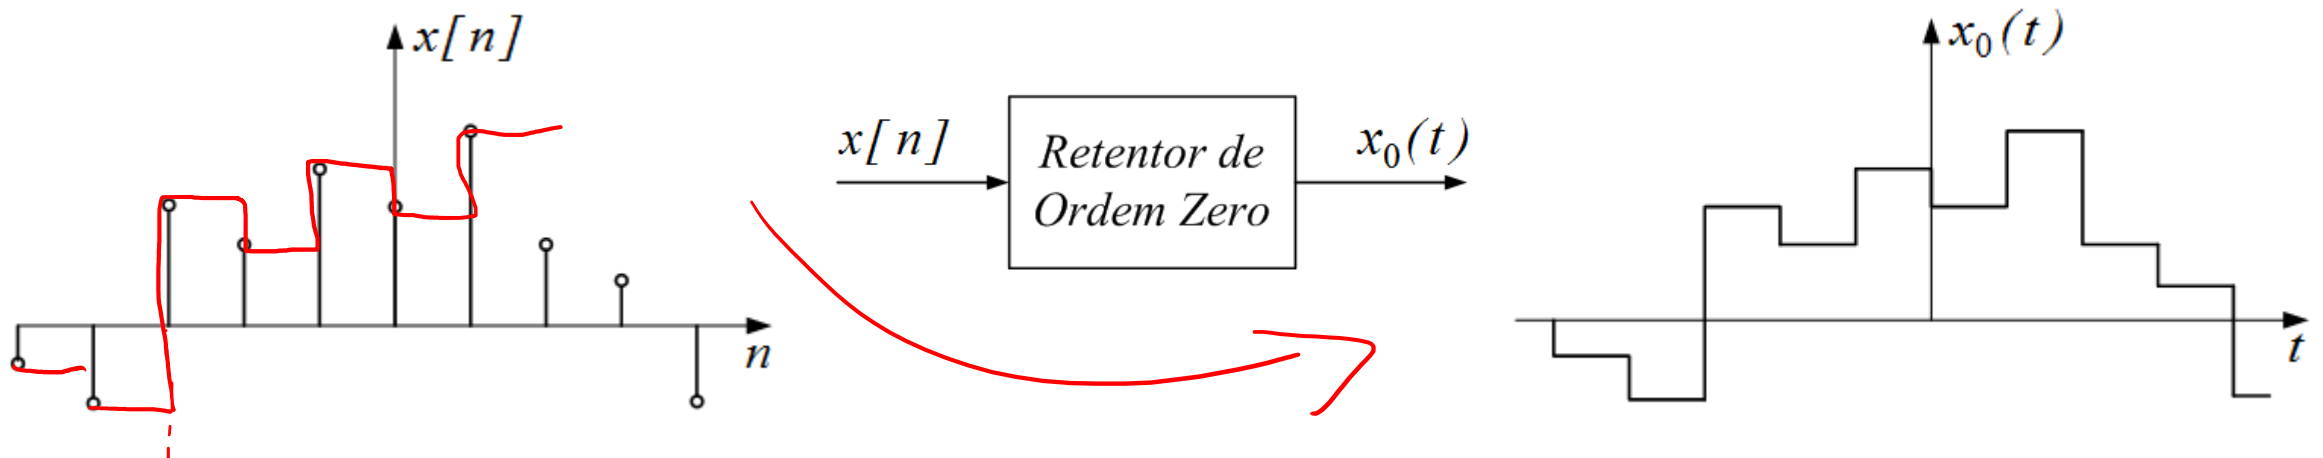 x[n]
n
x[n]
Retentor de
Ordem Zero
x₀(t)
x₀(t)
t